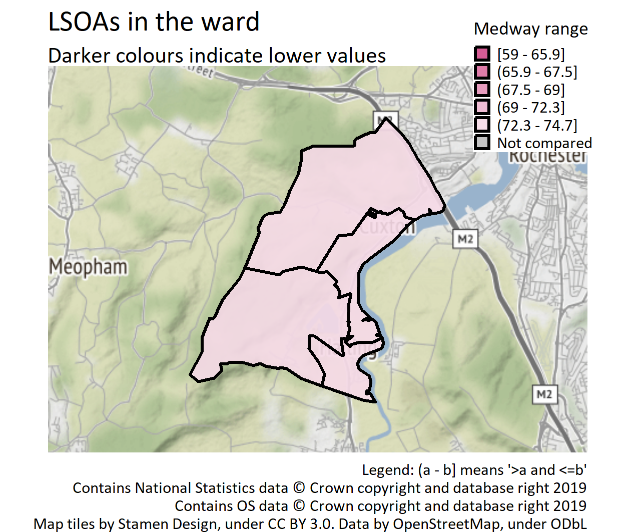 LSOAs in the ward
Darker colours indicate lower values
Medway range
[59 - 65.9]
(65.9 - 67.5]
(67.5 - 69]
(69 - 72.3]
(72.3 - 74.7]
Not compared
Rochester
Meopham
M2
M2
Legend: (a - b] means '>a and <=b'
Contains National Statistics data © Crown copyright and database right 2019
Contains OS data © Crown copyright and database right 2019
Map tiles by Stamen Design, under CC BY 3.0. Data by OpenStreetMap, under ODbL